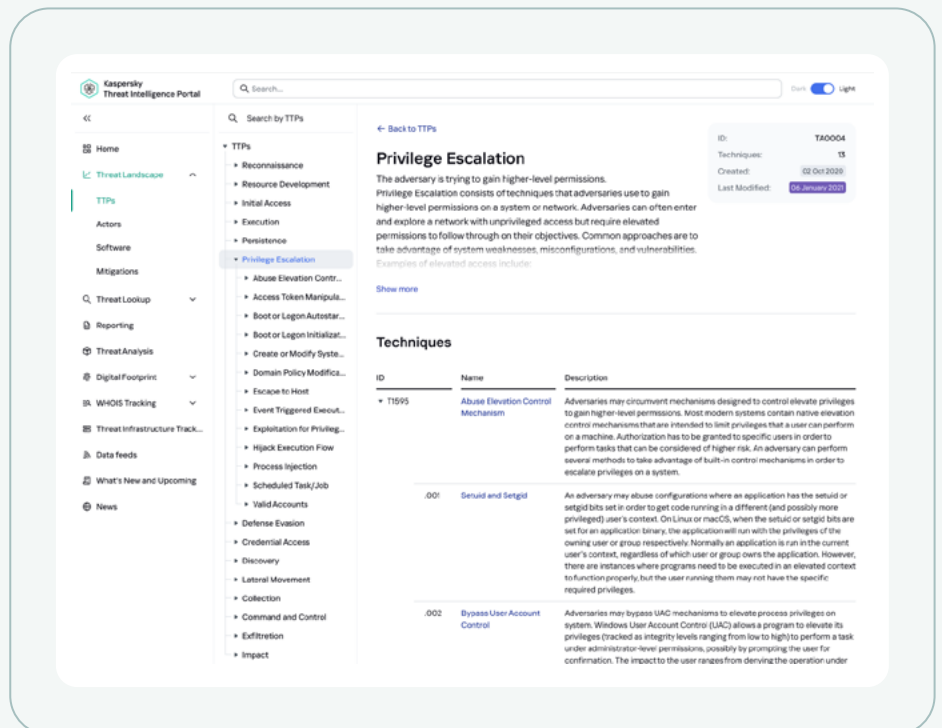 Kaspersky
Threat Intelligence Portal
Search...
Dark
Light
Home
Threat Landscape
TTPs
Actors
Software
Mitigations
Threat Lookup
Reporting
Threat Analysis
Digital Footprint
WHOIS Tracking
Threat Infrastructure Track...
Data feeds
What's New and Upcoming
News
Search by TTPs
TTPs
Reconnaissance
Resource Development
Initial Access
Execution
Persistence
Privilege Escalation
Abuse Elevation Contr...
Access Token Manipula...
Boot or Logon Autostar...
Boot or Logon Initializat...
Create or Modify Syste...
Domain Policy Modifica...
Escape to Host
Event Triggered Execut...
Exploitation for Privileg...
Hijack Execution Flow
Process Injection
Scheduled Task/Job
Valid Accounts
Defense Evasion
Credential Access
Discovery
Lateral Movement
Collection
Command and Control
Exfiltration
Impact
← Back to TTPs
Privilege Escalation
The adversary is trying to gain higher-level permissions.
Privilege Escalation consists of techniques that adversaries use to gain
higher-level permissions on a system or network. Adversaries can often enter
and explore a network with unprivileged access but require elevated
permissions to follow through on their objectives. Common approaches are to
take advantage of system weaknesses, misconfigurations, and vulnerabilities.
Examples of elevated access include:
Show more
ID: TA0004
Techniques: 13
Created: 02 Oct 2020
Last Modified: 06 January 2021
Techniques
ID Name Description
T1595 Abuse Elevation Control
Mechanism
Adversaries may circumvent mechanisms designed to control elevate privileges
to gain higher-level permissions. Most modern systems contain native elevation
control mechanisms that are intended to limit privileges that a user can perform
on a machine. Authorization has to be granted to specific users in order to
perform tasks that can be considered of higher risk. An adversary can perform
several methods to take advantage of built-in control mechanisms in order to
escalate privileges on a system.
.001 Setuid and Setgid
An adversary may abuse configurations where an application has the setuid or
setgid bits set in order to get code running in a different (and possibly more
privileged) user's context. On Linux or macOS, when the setuid or setgid bits are
set for an application binary, the application will run with the privileges of the
owning user or group respectively. Normally an application is run in the current
user's context, regardless of which user or group owns the application. However,
there are instances where programs need to be executed in an elevated context
to function properly, but the user running them may not have the specific
required privileges.
.002 Bypass User Account
Control
Adversaries may bypass UAC mechanisms to elevate process privileges on
system. Windows User Account Control (UAC) allows a program to elevate its
privileges (tracked as integrity levels ranging from low to high) to perform a task
under administrator-level permissions, possibly by prompting the user for
confirmation. The impact to the user ranges from denying the operation under